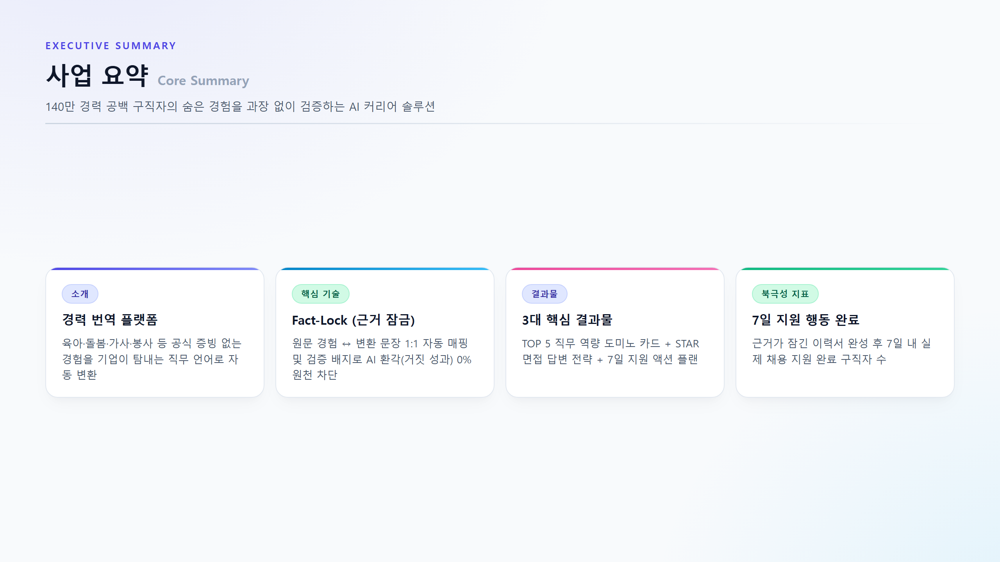 EXECUTIVE SUMMARY
사업 요약 Core Summary
140만 경력 공백 구직자의 숨은 경험을 과장 없이 검증하는 AI 커리어 솔루션
소개
경력 번역 플랫폼
육아·돌봄·가사·봉사 등 공식 증빙 없는
경험을 기업이 탐내는 직무 언어로 자
동 변환
핵심 기술
Fact-Lock (근거 잠금)
원문 경험 ↔ 변환 문장 1:1 자동 매핑
및 검증 배지로 AI 환각(거짓 성과) 0%
원천 차단
결과물
3대 핵심 결과물
TOP 5 직무 역량 도미노 카드 + STAR
면접 답변 전략 + 7일 지원 액션 플랜
북극성 지표
7일 지원 행동 완료
근거가 잠긴 이력서 완성 후 7일 내 실
제 채용 지원 완료 구직자 수